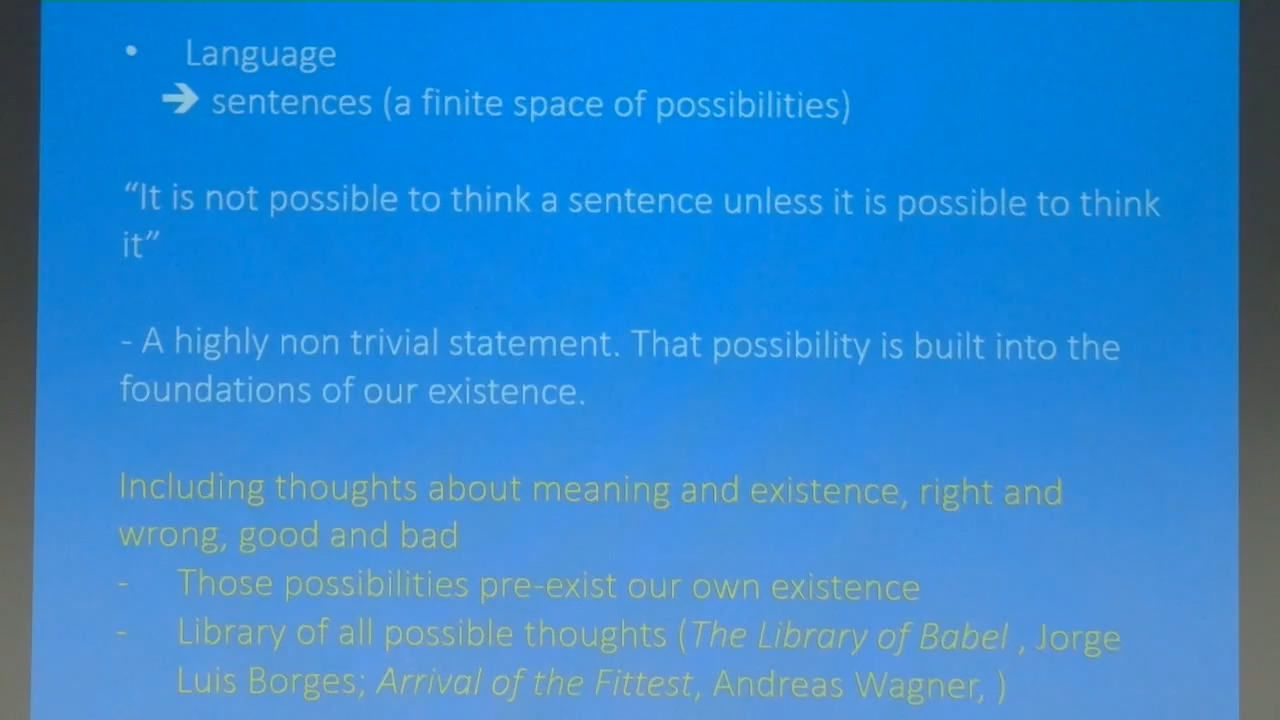 • Language
➔ sentences (a finite space of possibilities)
“It is not possible to think a sentence unless it is possible to think
it”
- A highly non trivial statement. That possibility is built into the
foundations of our existence.
Including thoughts about meaning and existence, right and
wrong, good and bad
- Those possibilities pre-exist our own existence
- Library of all possible thoughts (The Library of Babel , Jorge
Luis Borges; Arrival of the Fittest, Andreas Wagner, )